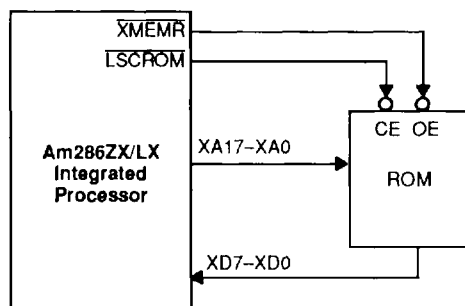 XMEMR
LSCROM
CE OE
Am286ZX/LX
Integrated
Processor
XA17–XA0
ROM
XD7–XD0